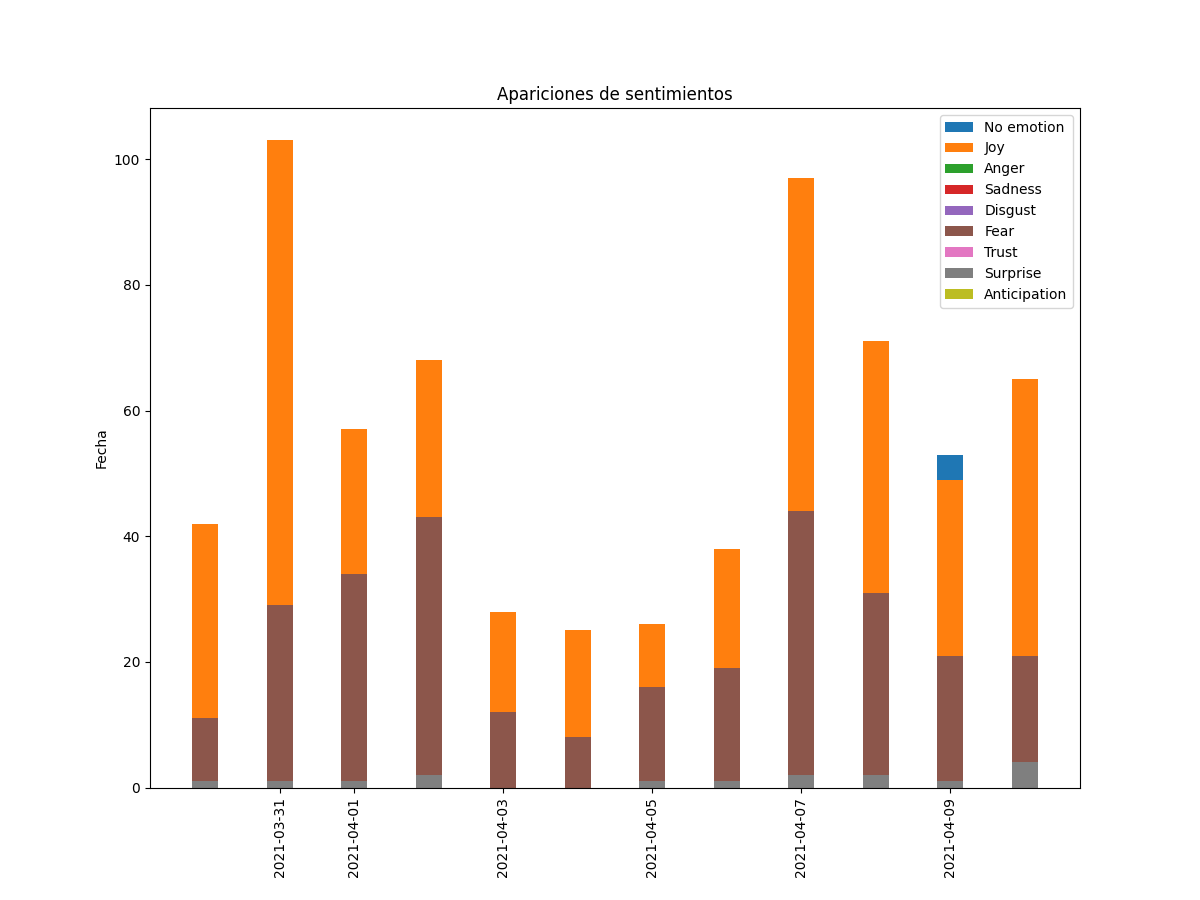 Apariciones de sentimientos
No emotion
Joy
Anger
Sadness
Disgust
Fear
Trust
Surprise
Anticipation
100
80
60
40
20
0
Fecha
2021-03-31
2021-04-01
2021-04-03
2021-04-05
2021-04-07
2021-04-09